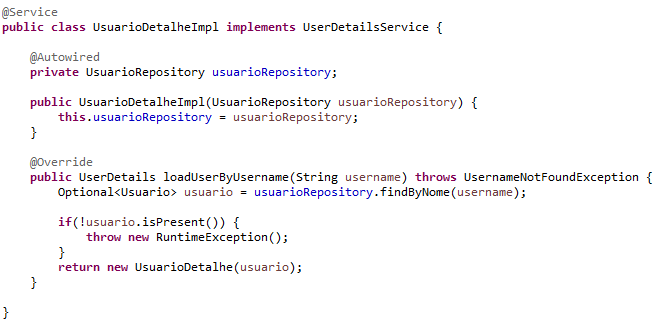 @Service
public class UsuarioDetalheImpl implements UserDetailsService {
@Autowired
private UsuarioRepository usuarioRepository;
public UsuarioDetalheImpl(UsuarioRepository usuarioRepository) {
this.usuarioRepository = usuarioRepository;
}
@Override
public UserDetails loadUserByUsername(String username) throws UsernameNotFoundException {
Optional<Usuario> usuario = usuarioRepository.findByNome(username);
if(!usuario.isPresent()) {
throw new RuntimeException();
}
return new UsuarioDetalhe(usuario);
}
}